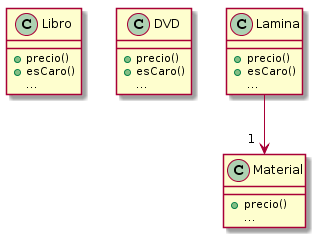 C Libro
precio()
esCaro()
...
C DVD
precio()
esCaro()
...
C Lamina
precio()
esCaro()
...
1
C Material
precio()
...